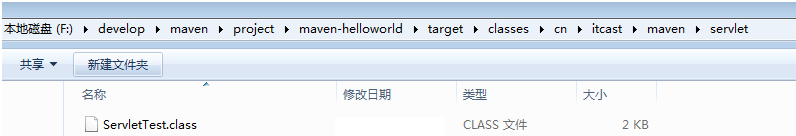 本地磁盘 (F:) ▸ develop ▸ maven ▸ project ▸ maven-helloworld ▸ target ▸ classes ▸ cn ▸ itcast ▸ maven ▸ servlet
共享 ▾ 新建文件夹
名称 修改日期 类型 大小
ServletTest.class CLASS 文件 2 KB